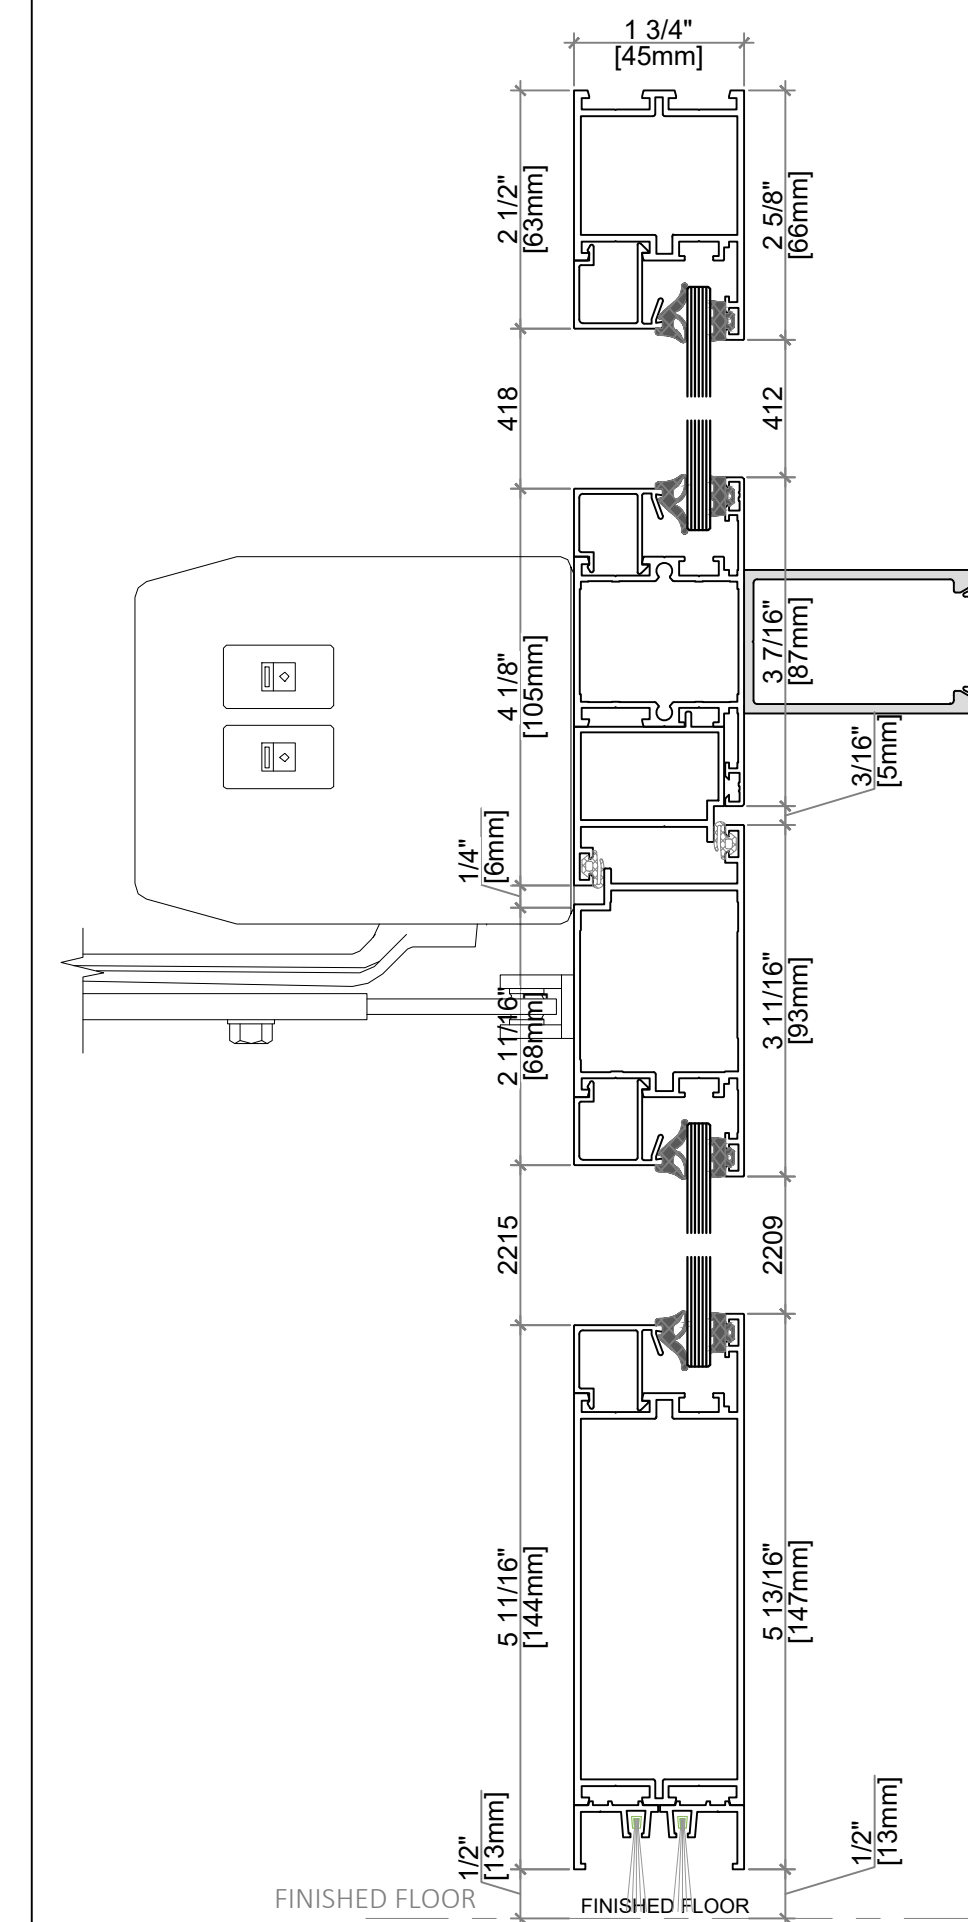 1 3/4"
[45mm]
2 1/2"
[63mm]
2 5/8"
[66mm]
418
412
4 1/8"
[105mm]
3 7/16"
[87mm]
3/16"
[5mm]
1/4"
[6mm]
2 11/16"
[68mm]
3 11/16"
[93mm]
2215
2209
5 11/16"
[144mm]
5 13/16"
[147mm]
1/2"
[13mm]
1/2"
[13mm]
FINISHED FLOOR
FINISHED FLOOR